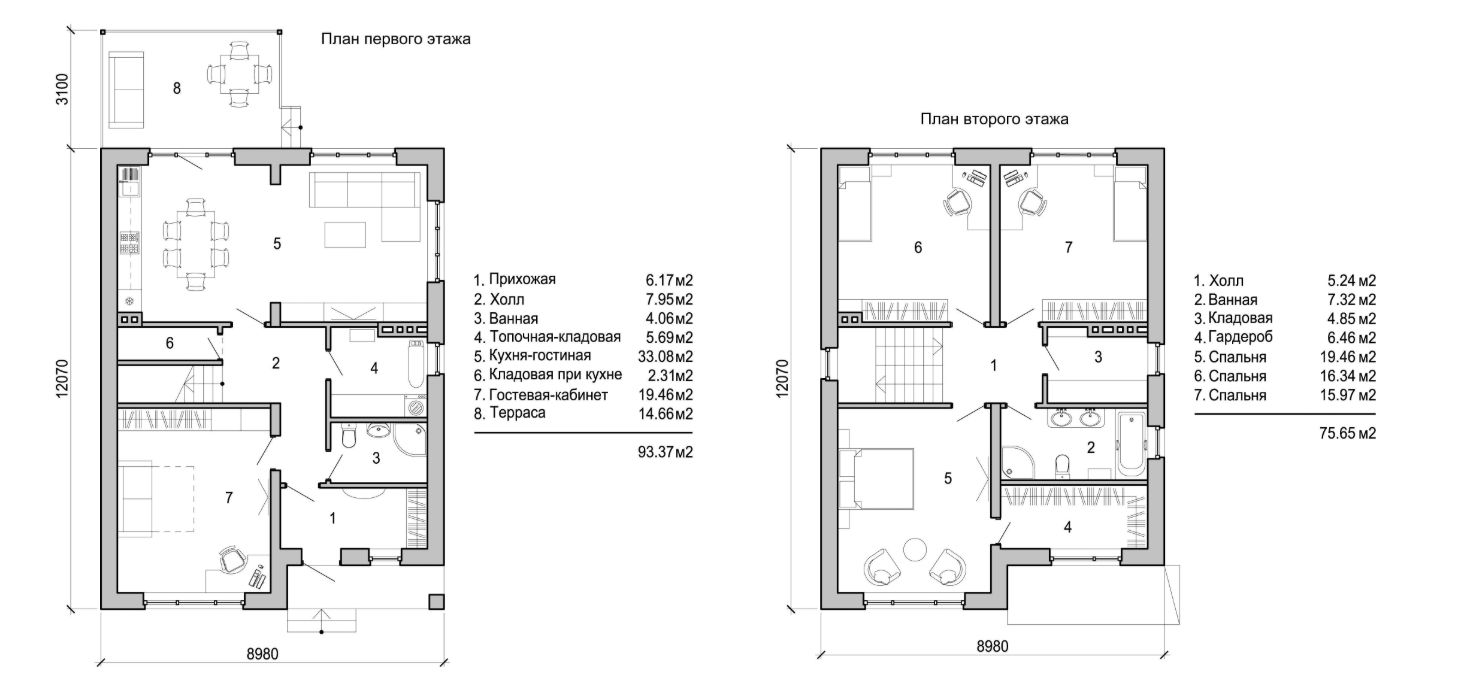 План первого этажа
3100
8
12070
5
6
2
4
3
7
1
8980
1. Прихожая 6.17м2
2. Холл 7.95м2
3. Ванная 4.06м2
4. Топочная-кладовая 5.69м2
5. Кухня-гостиная 33.08м2
6. Кладовая при кухне 2.31м2
7. Гостевая-кабинет 19.46м2
8. Терраса 14.66м2
93.37м2
План второго этажа
12070
6
7
1
3
2
5
4
8980
1. Холл 5.24 м2
2. Ванная 7.32 м2
3. Кладовая 4.85 м2
4. Гардероб 6.46 м2
5. Спальня 19.46 м2
6. Спальня 16.34 м2
7. Спальня 15.97 м2
75.65 м2